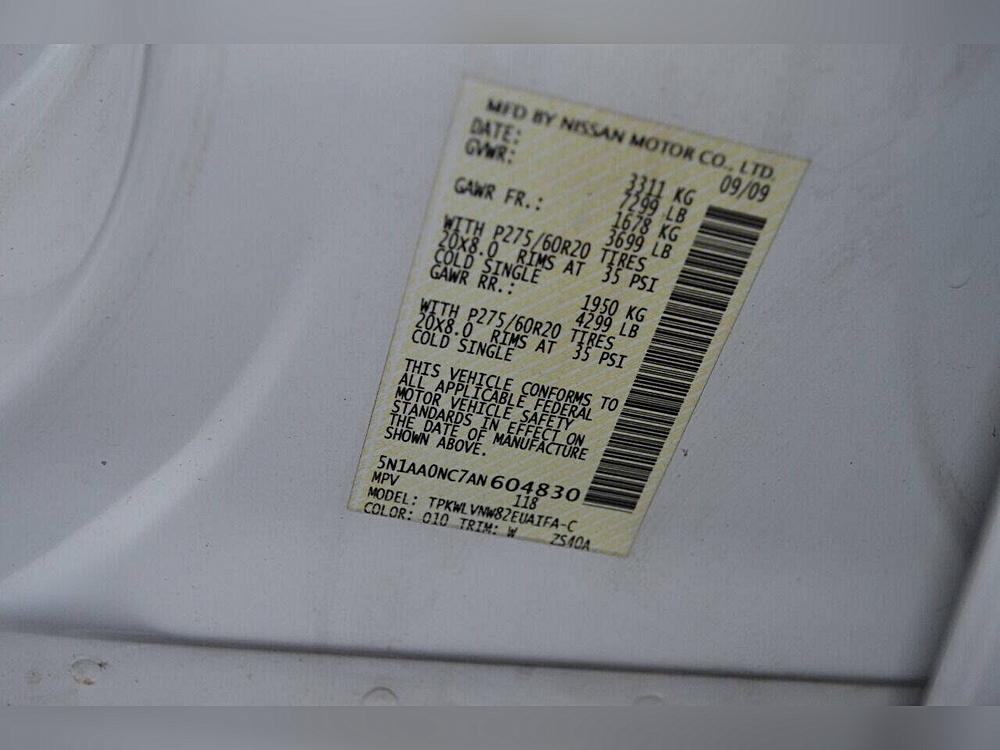 MFD BY NISSAN MOTOR CO., LTD.
DATE: 09/09
GVWR: 3311 KG
7299 LB
GAWR FR.: 1678 KG
3699 LB
WITH P275/60R20 TIRES
20X8.0 RIMS AT 35 PSI
COLD SINGLE
GAWR RR.: 1950 KG
4299 LB
WITH P275/60R20 TIRES
20X8.0 RIMS AT 35 PSI
COLD SINGLE
THIS VEHICLE CONFORMS TO
ALL APPLICABLE FEDERAL
MOTOR VEHICLE SAFETY
STANDARDS IN EFFECT ON
THE DATE OF MANUFACTURE
SHOWN ABOVE.
5N1AA0NC7AN604830
MPV 118
MODEL: TPKWLVNW82EUAIFA-C
COLOR: 010 TRIM: W ZS40A